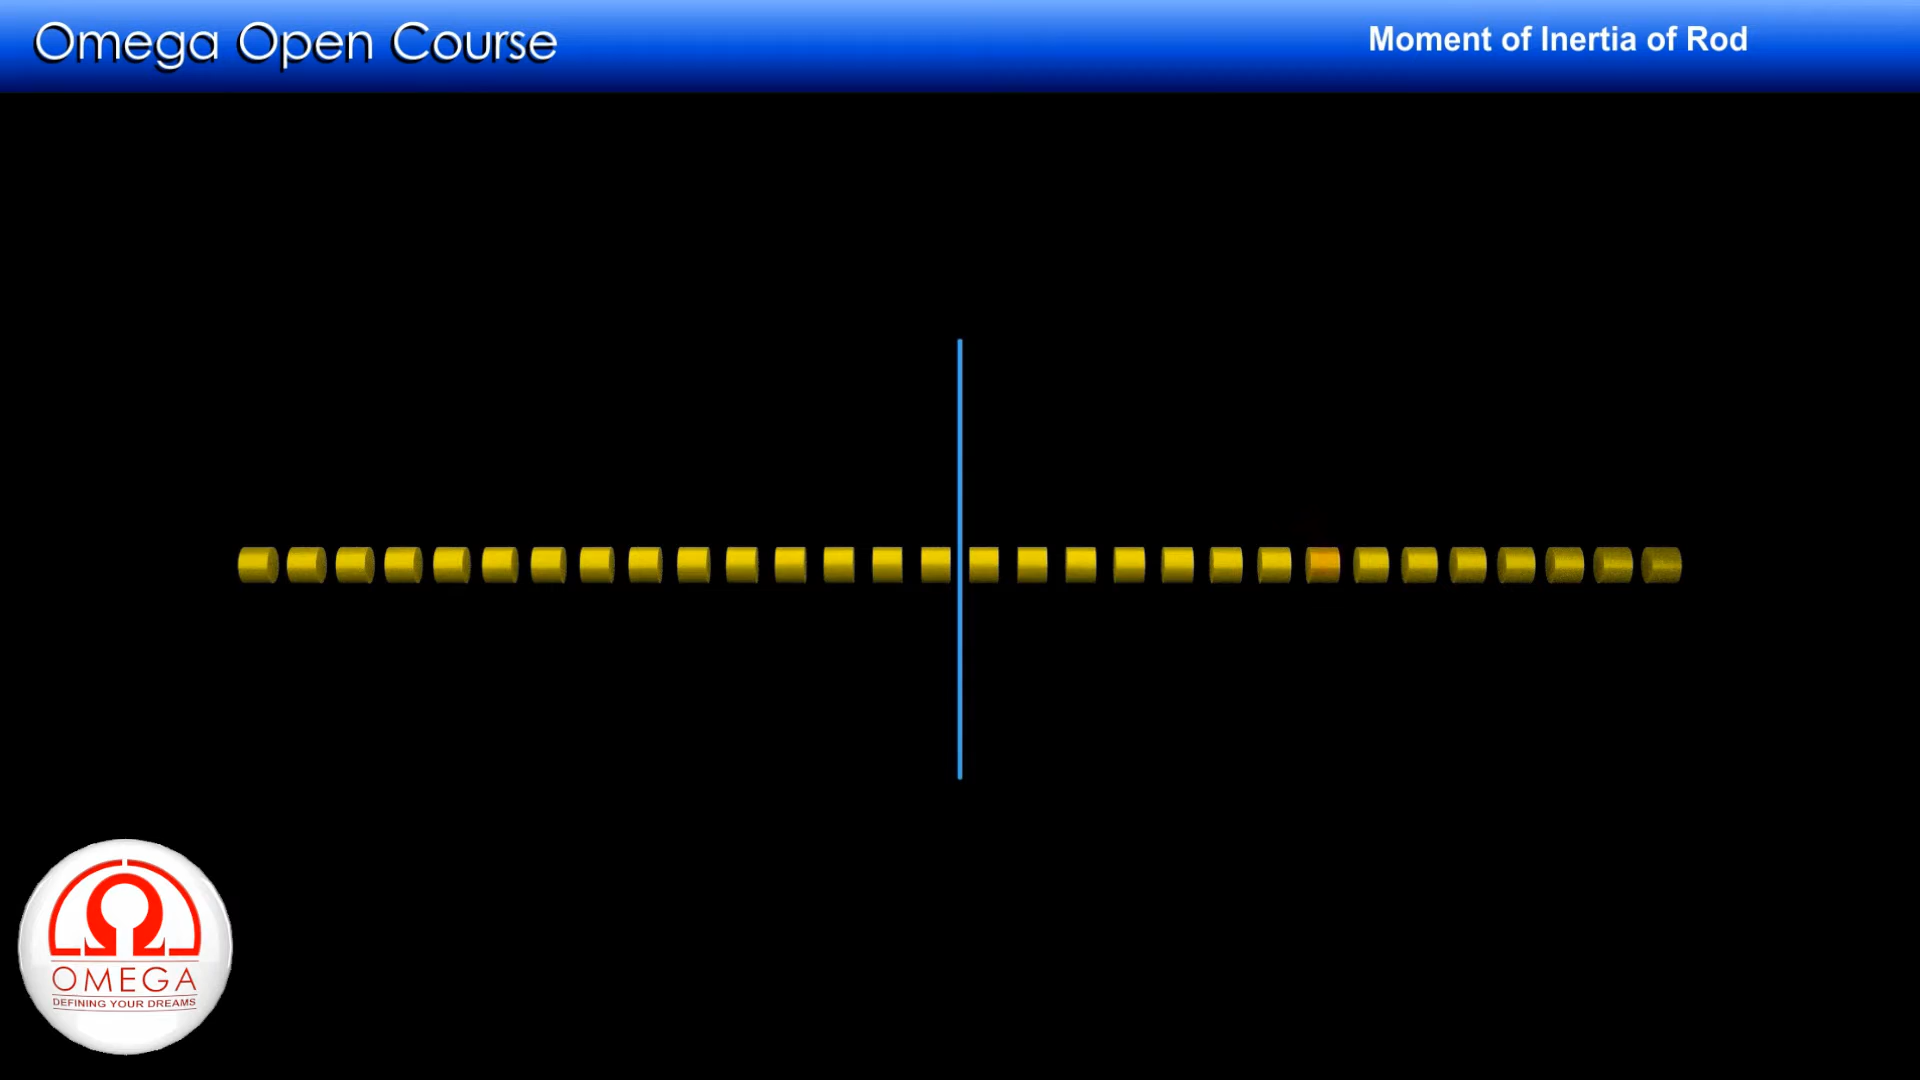 Omega Open Course
Moment of Inertia of Rod
OMEGA
DEFINING YOUR DREAMS